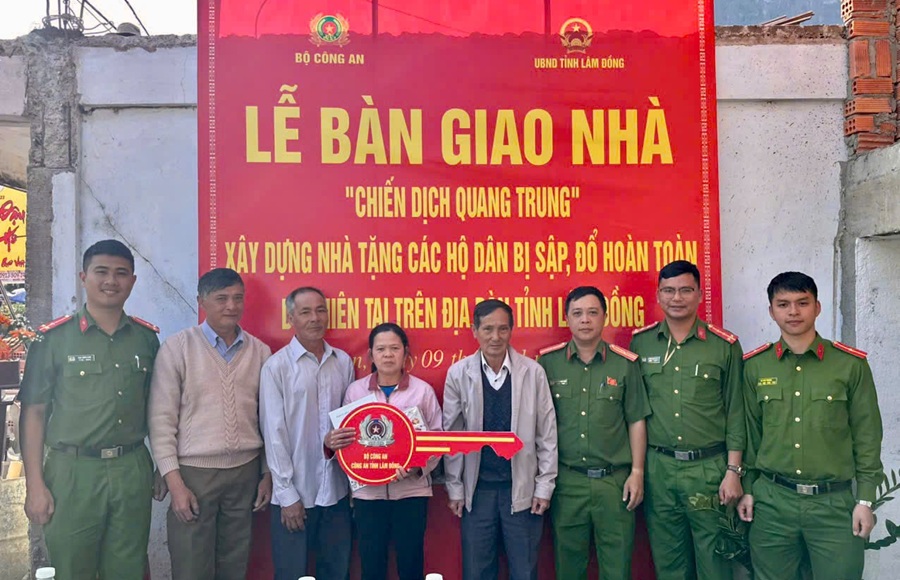 BỘ CÔNG AN
UBND TỈNH LÂM ĐỒNG
LỄ BÀN GIAO NHÀ
"CHIẾN DỊCH QUANG TRUNG"
XÂY DỰNG NHÀ TẶNG CÁC HỘ DÂN BỊ SẬP, ĐỔ HOÀN TOÀN
TRÊN ĐỊA TỈNH ĐỒNG
09
BỘ CÔNG AN
CÔNG AN TỈNH LÂM ĐỒNG